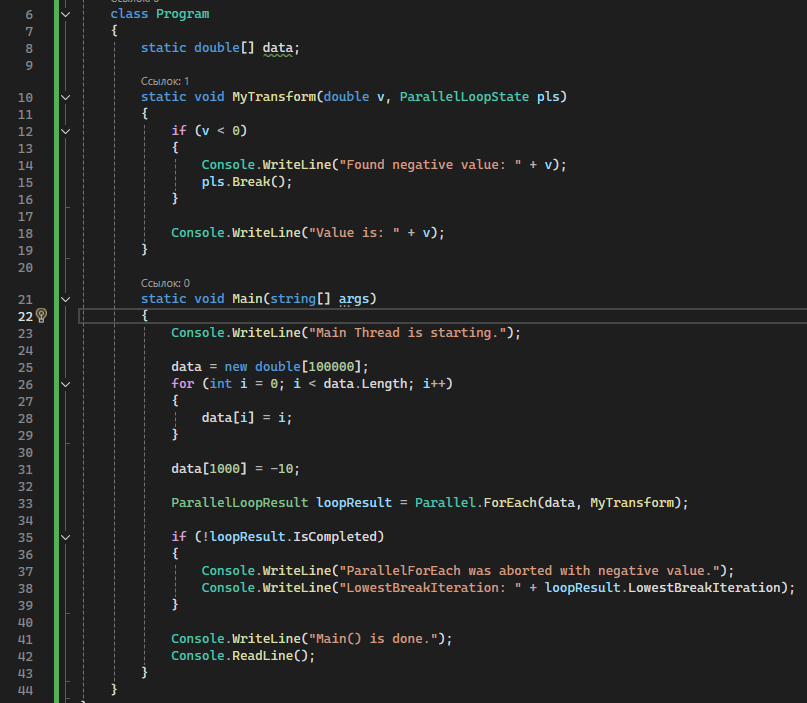 6 class Program
7 {
8 static double[] data;
9
Ссылок: 1
10 static void MyTransform(double v, ParallelLoopState pls)
11 {
12 if (v < 0)
13 {
14 Console.WriteLine("Found negative value: " + v);
15 pls.Break();
16 }
17
18 Console.WriteLine("Value is: " + v);
19 }
20
Ссылок: 0
21 static void Main(string[] args)
22 {
23 Console.WriteLine("Main Thread is starting.");
24
25 data = new double[100000];
26 for (int i = 0; i < data.Length; i++)
27 {
28 data[i] = i;
29 }
30
31 data[1000] = -10;
32
33 ParallelLoopResult loopResult = Parallel.ForEach(data, MyTransform);
34
35 if (!loopResult.IsCompleted)
36 {
37 Console.WriteLine("ParallelForEach was aborted with negative value.");
38 Console.WriteLine("LowestBreakIteration: " + loopResult.LowestBreakIteration);
39 }
40
41 Console.WriteLine("Main() is done.");
42 Console.ReadLine();
43 }
44 }